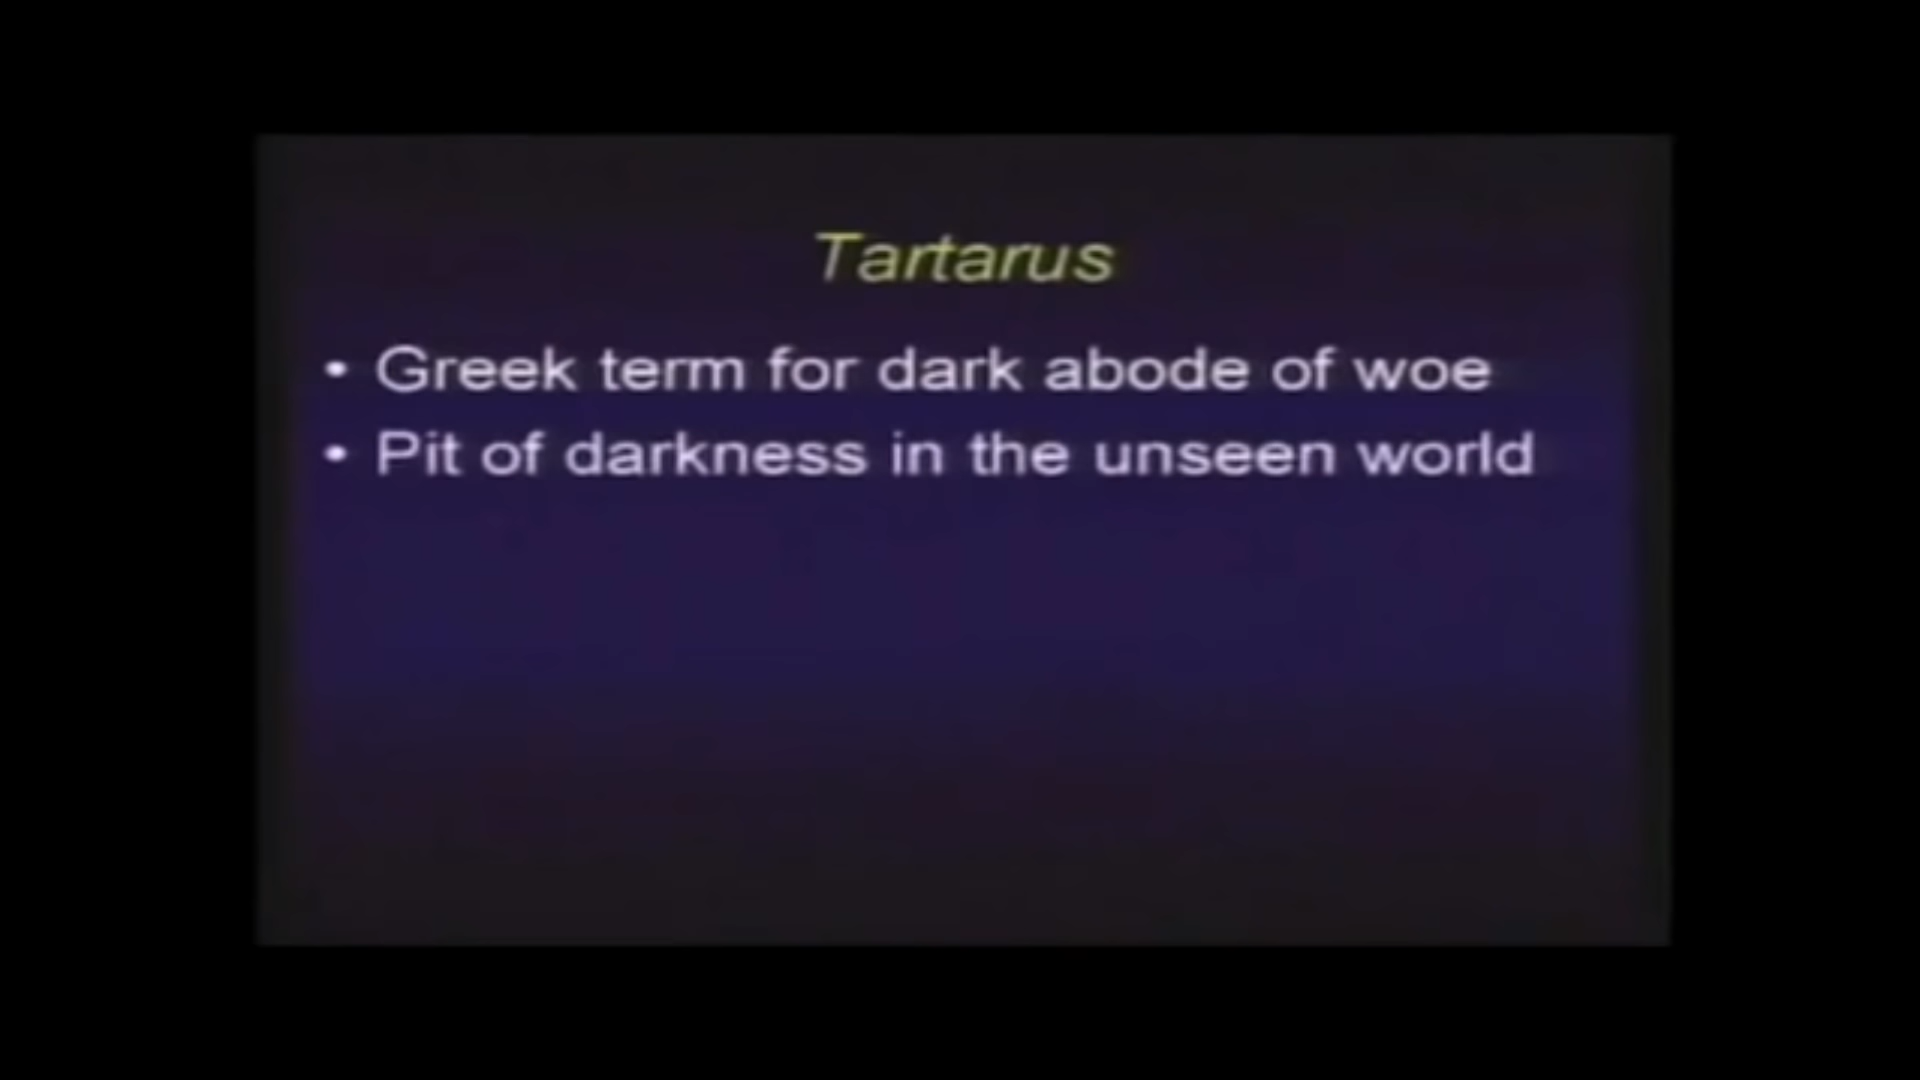 Tartarus
• Greek term for dark abode of woe
• Pit of darkness in the unseen world